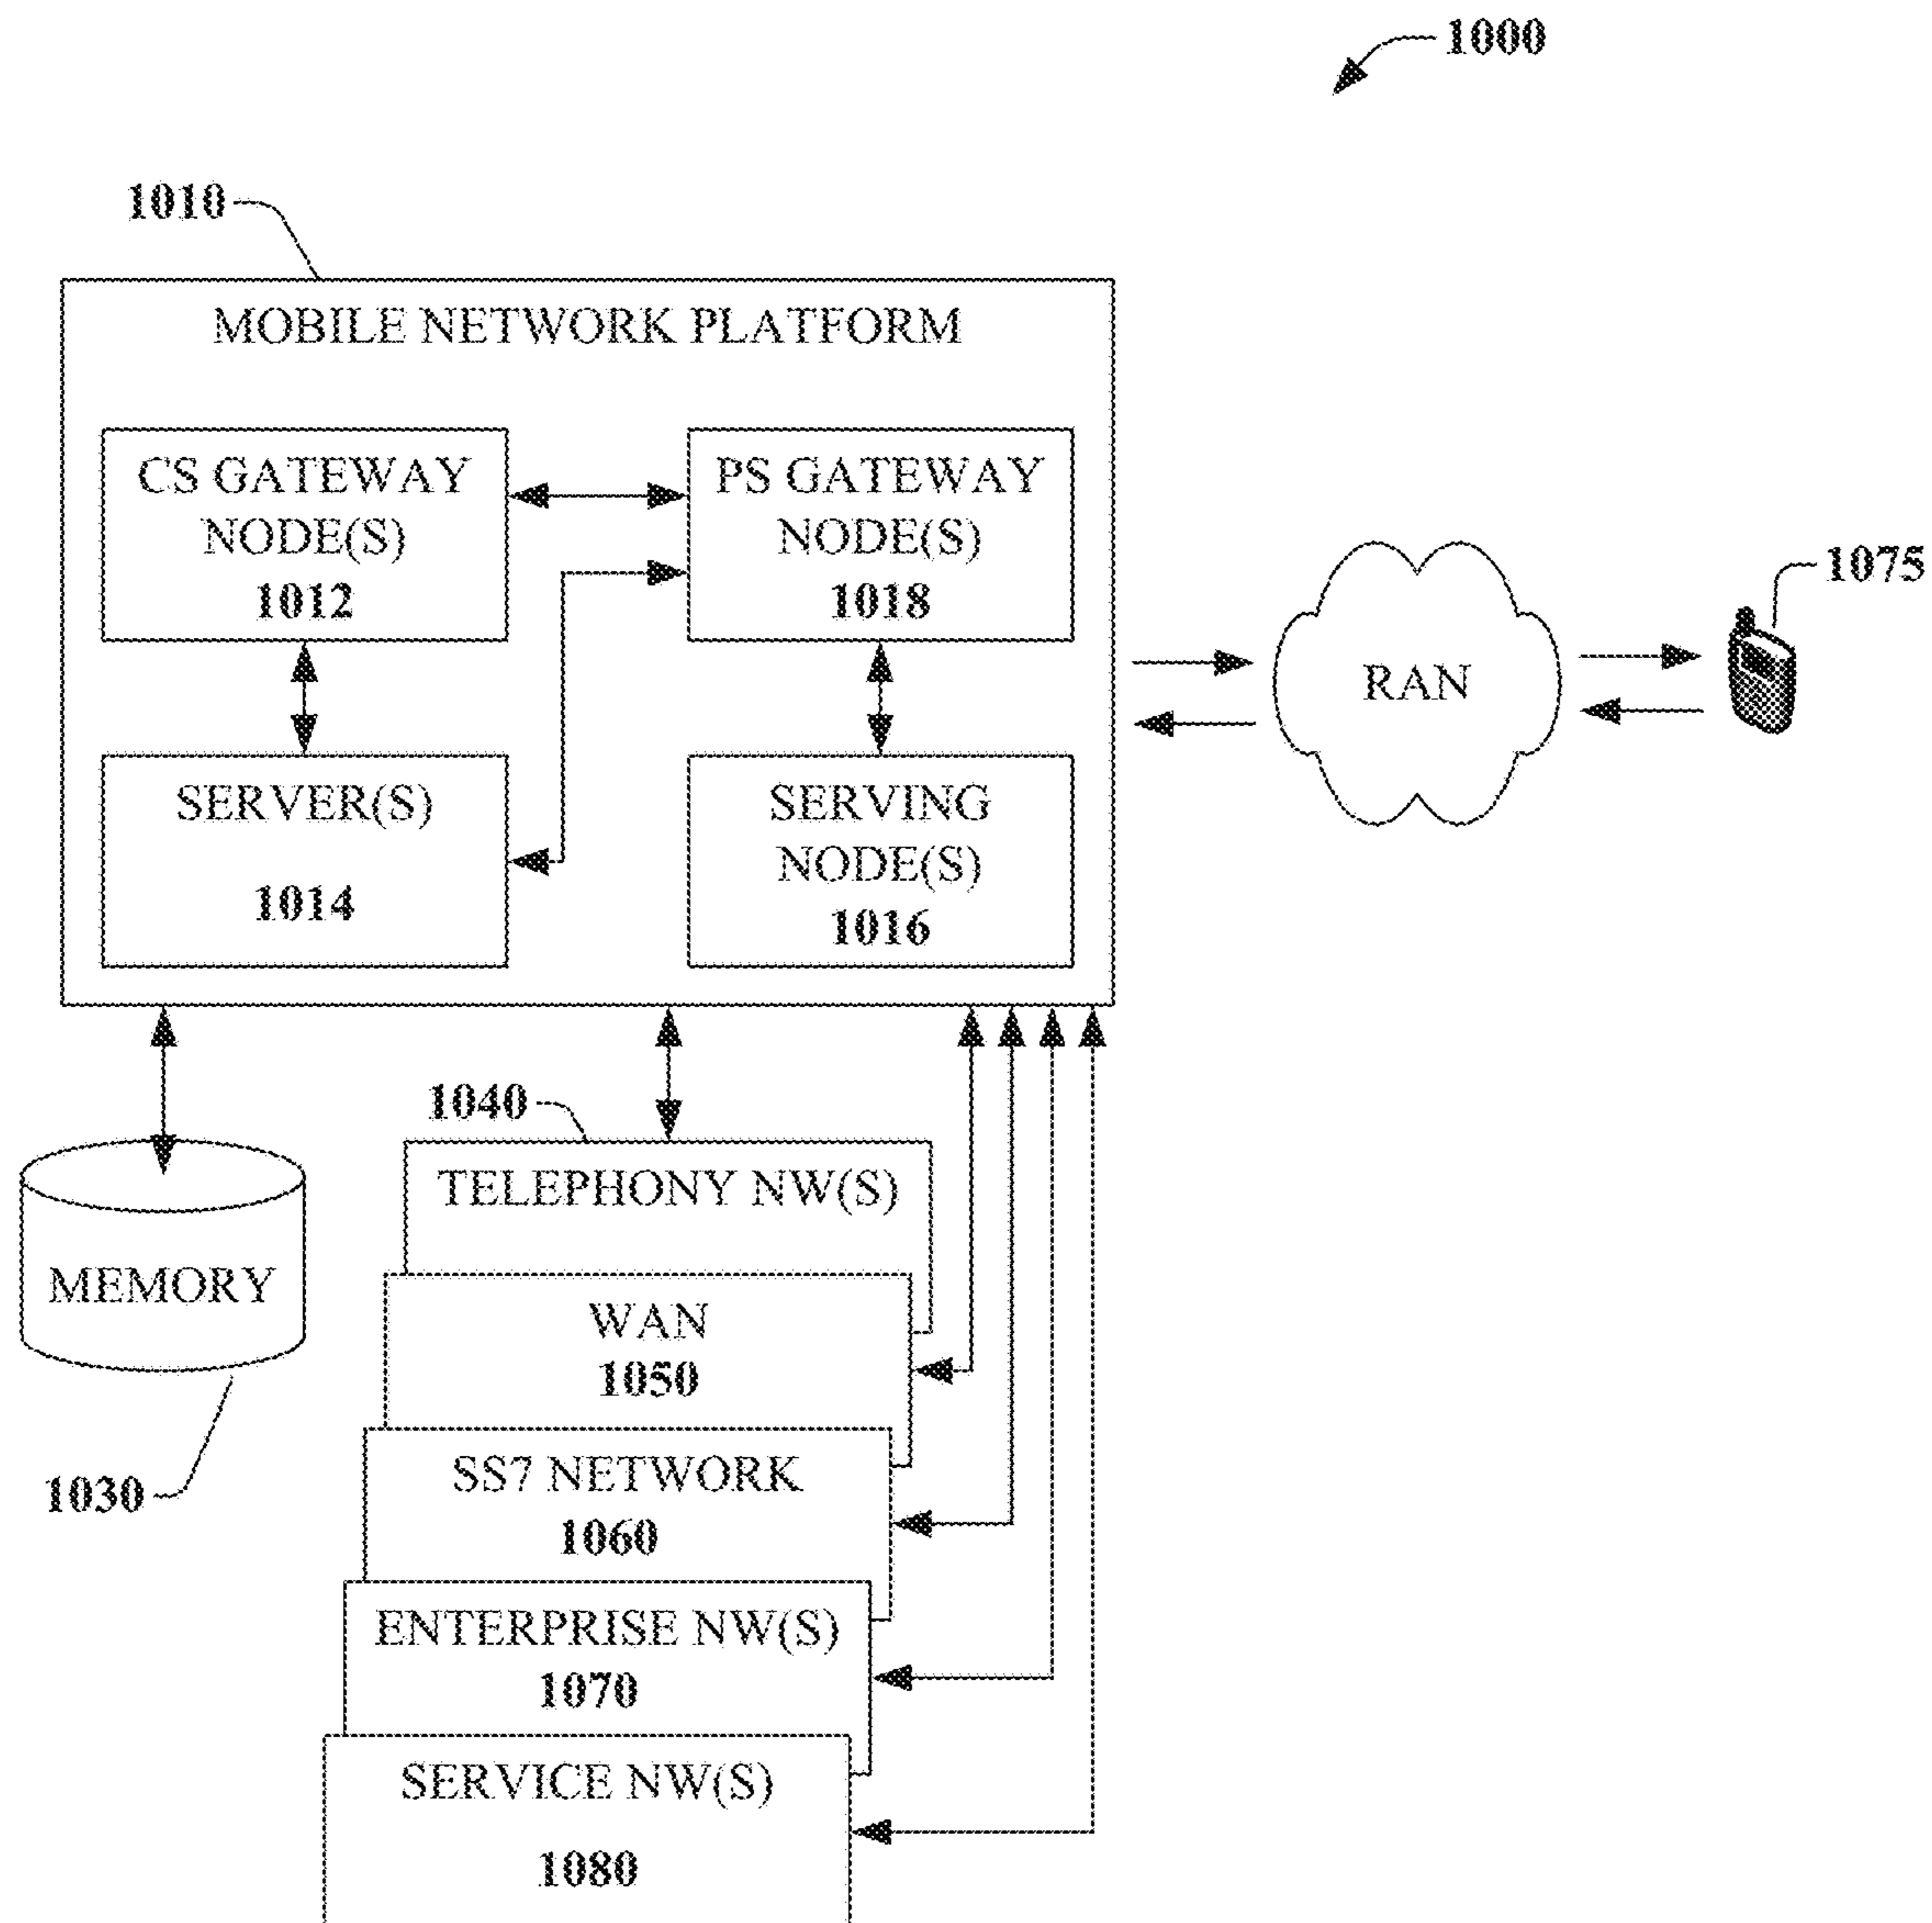 1000
1010
MOBILE NETWORK PLATFORM
CS GATEWAY
NODE(S)
1012
PS GATEWAY
NODE(S)
1018
SERVER(S)
1014
SERVING
NODE(S)
1016
RAN
1075
MEMORY
1030
1040
TELEPHONY NW(S)
WAN
1050
SS7 NETWORK
1060
ENTERPRISE NW(S)
1070
SERVICE NW(S)
1080